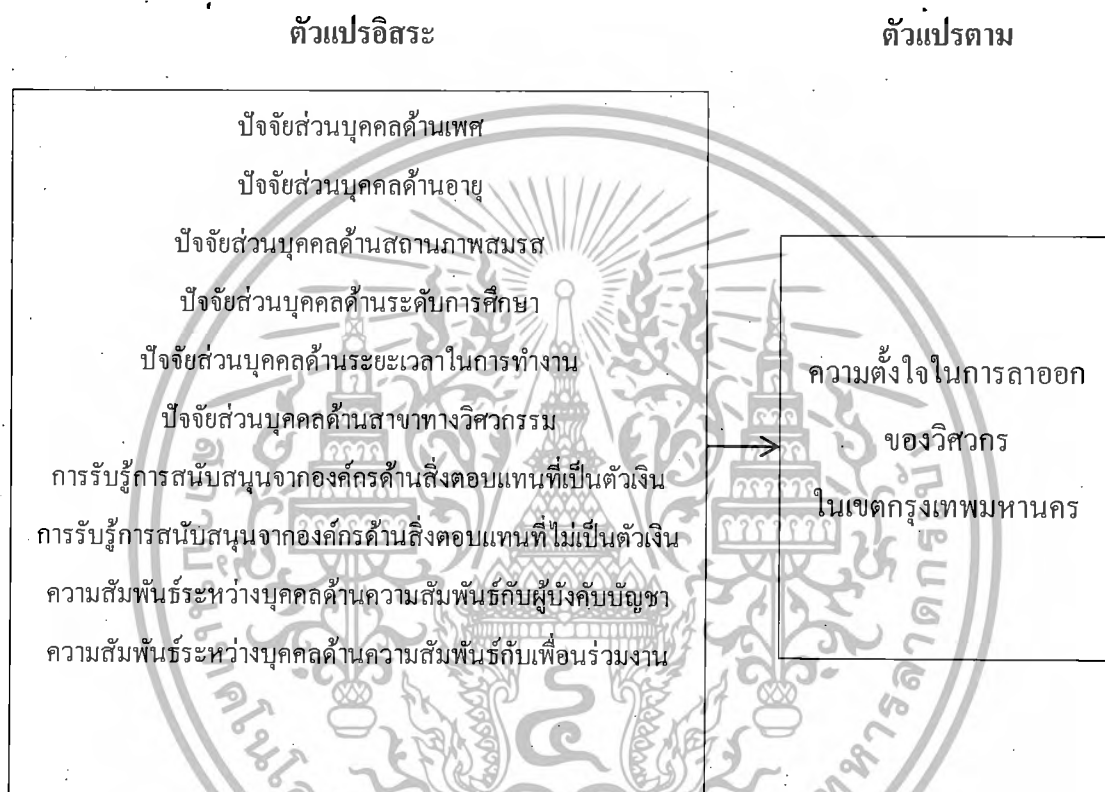 ตัวแปรอิสระ
ตัวแปรตาม
ปัจจัยส่วนบุคคลด้านเพศ
ปัจจัยส่วนบุคคลด้านอายุ
ปัจจัยส่วนบุคคลด้านสถานภาพสมรส
ปัจจัยส่วนบุคคลด้านระดับการศึกษา
ปัจจัยส่วนบุคคลด้านระยะเวลาในการทำงาน
ปัจจัยส่วนบุคคลด้านสาขาทางวิศวกรรม
การรับรู้การสนับสนุนจากองค์กรด้านสิ่งตอบแทนที่เป็นตัวเงิน
การรับรู้การสนับสนุนจากองค์กรด้านสิ่งตอบแทนที่ไม่เป็นตัวเงิน
ความสัมพันธ์ระหว่างบุคคลด้านความสัมพันธ์กับผู้บังคับบัญชา
ความสัมพันธ์ระหว่างบุคคลด้านความสัมพันธ์กับเพื่อนร่วมงาน
ความตั้งใจในการลาออก
ของวิศวกร
ในเขตกรุงเทพมหานคร